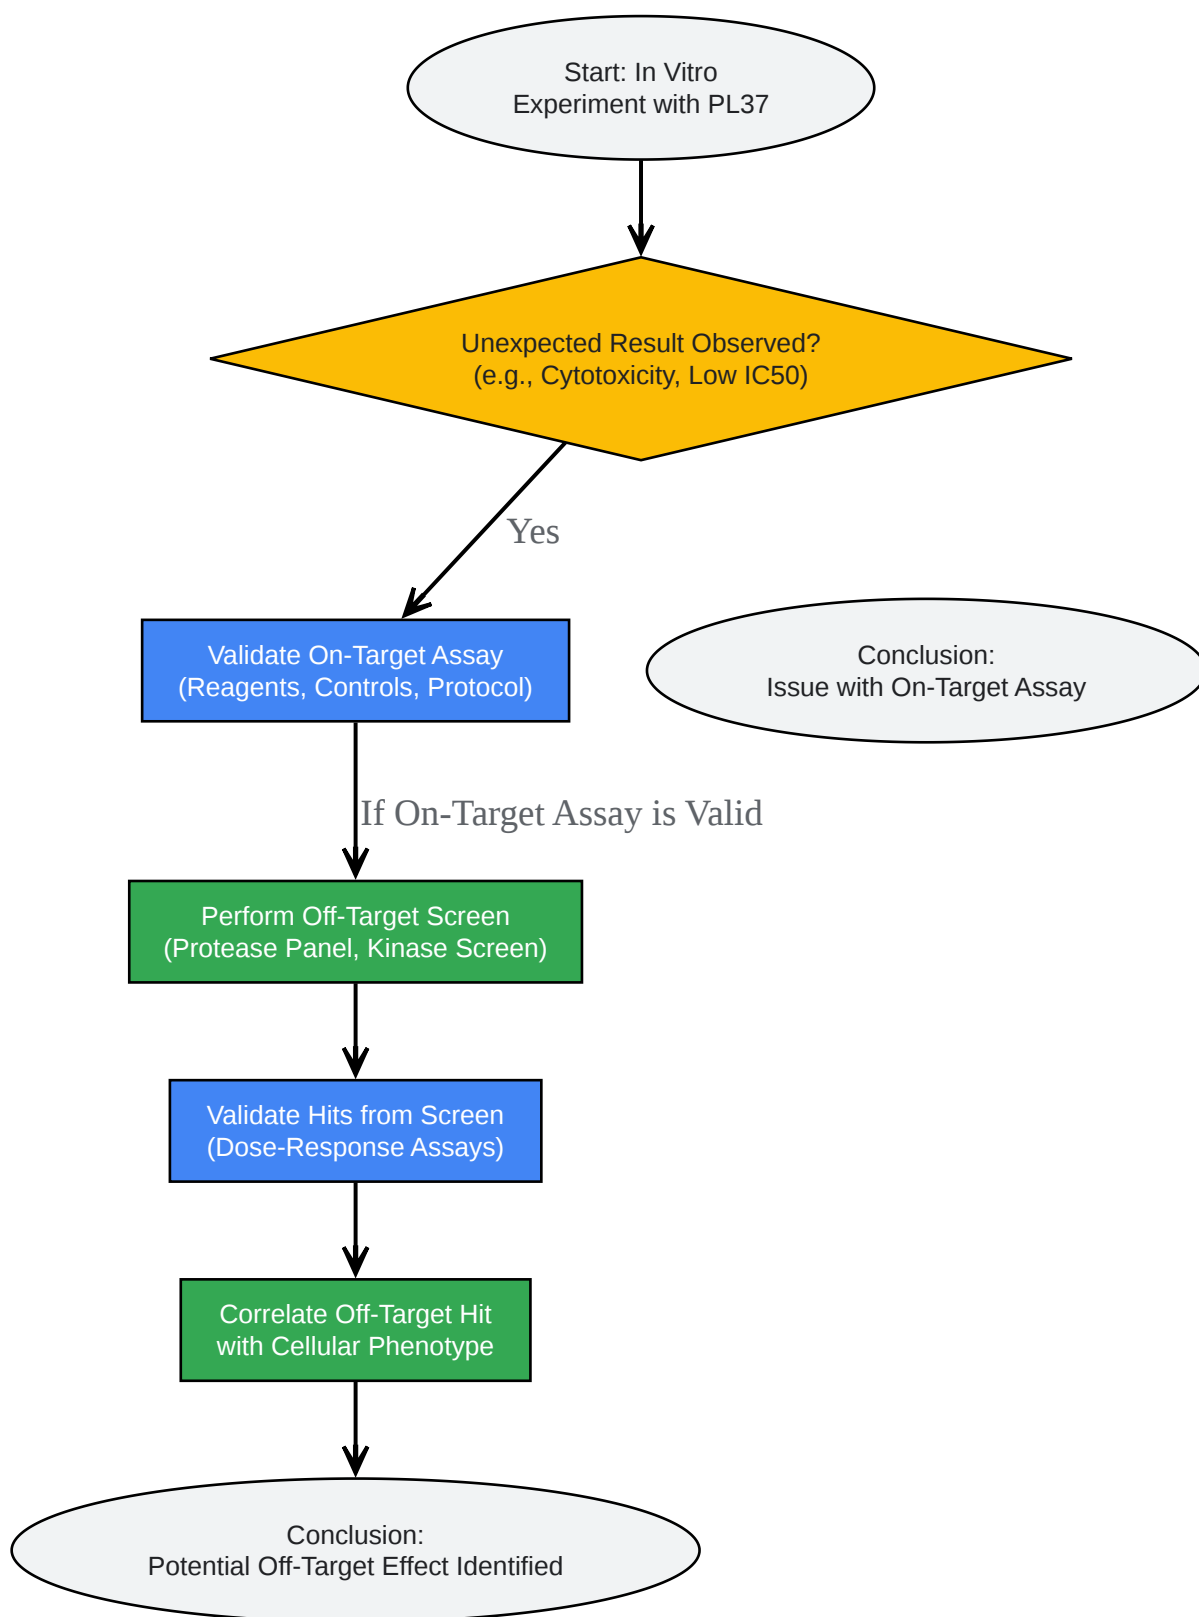 Start: In Vitro
Experiment with PL37
Unexpected Result Observed?
(e.g., Cytotoxicity, Low IC50)
Yes
Validate On-Target Assay
(Reagents, Controls, Protocol)
Conclusion:
Issue with On-Target Assay
If On-Target Assay is Valid
Perform Off-Target Screen
(Protease Panel, Kinase Screen)
Validate Hits from Screen
(Dose-Response Assays)
Correlate Off-Target Hit
with Cellular Phenotype
Conclusion:
Potential Off-Target Effect Identified